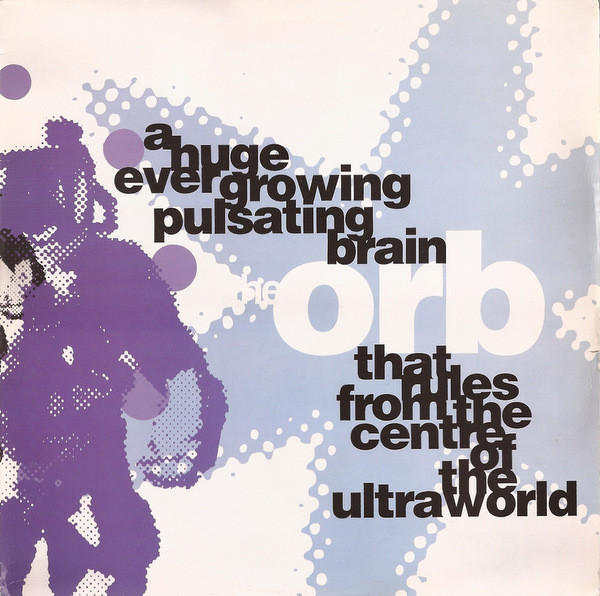 a
huge
evergrowing
pulsating
brain
the orb
that
rules
from the
centre
of
the
ultraworld